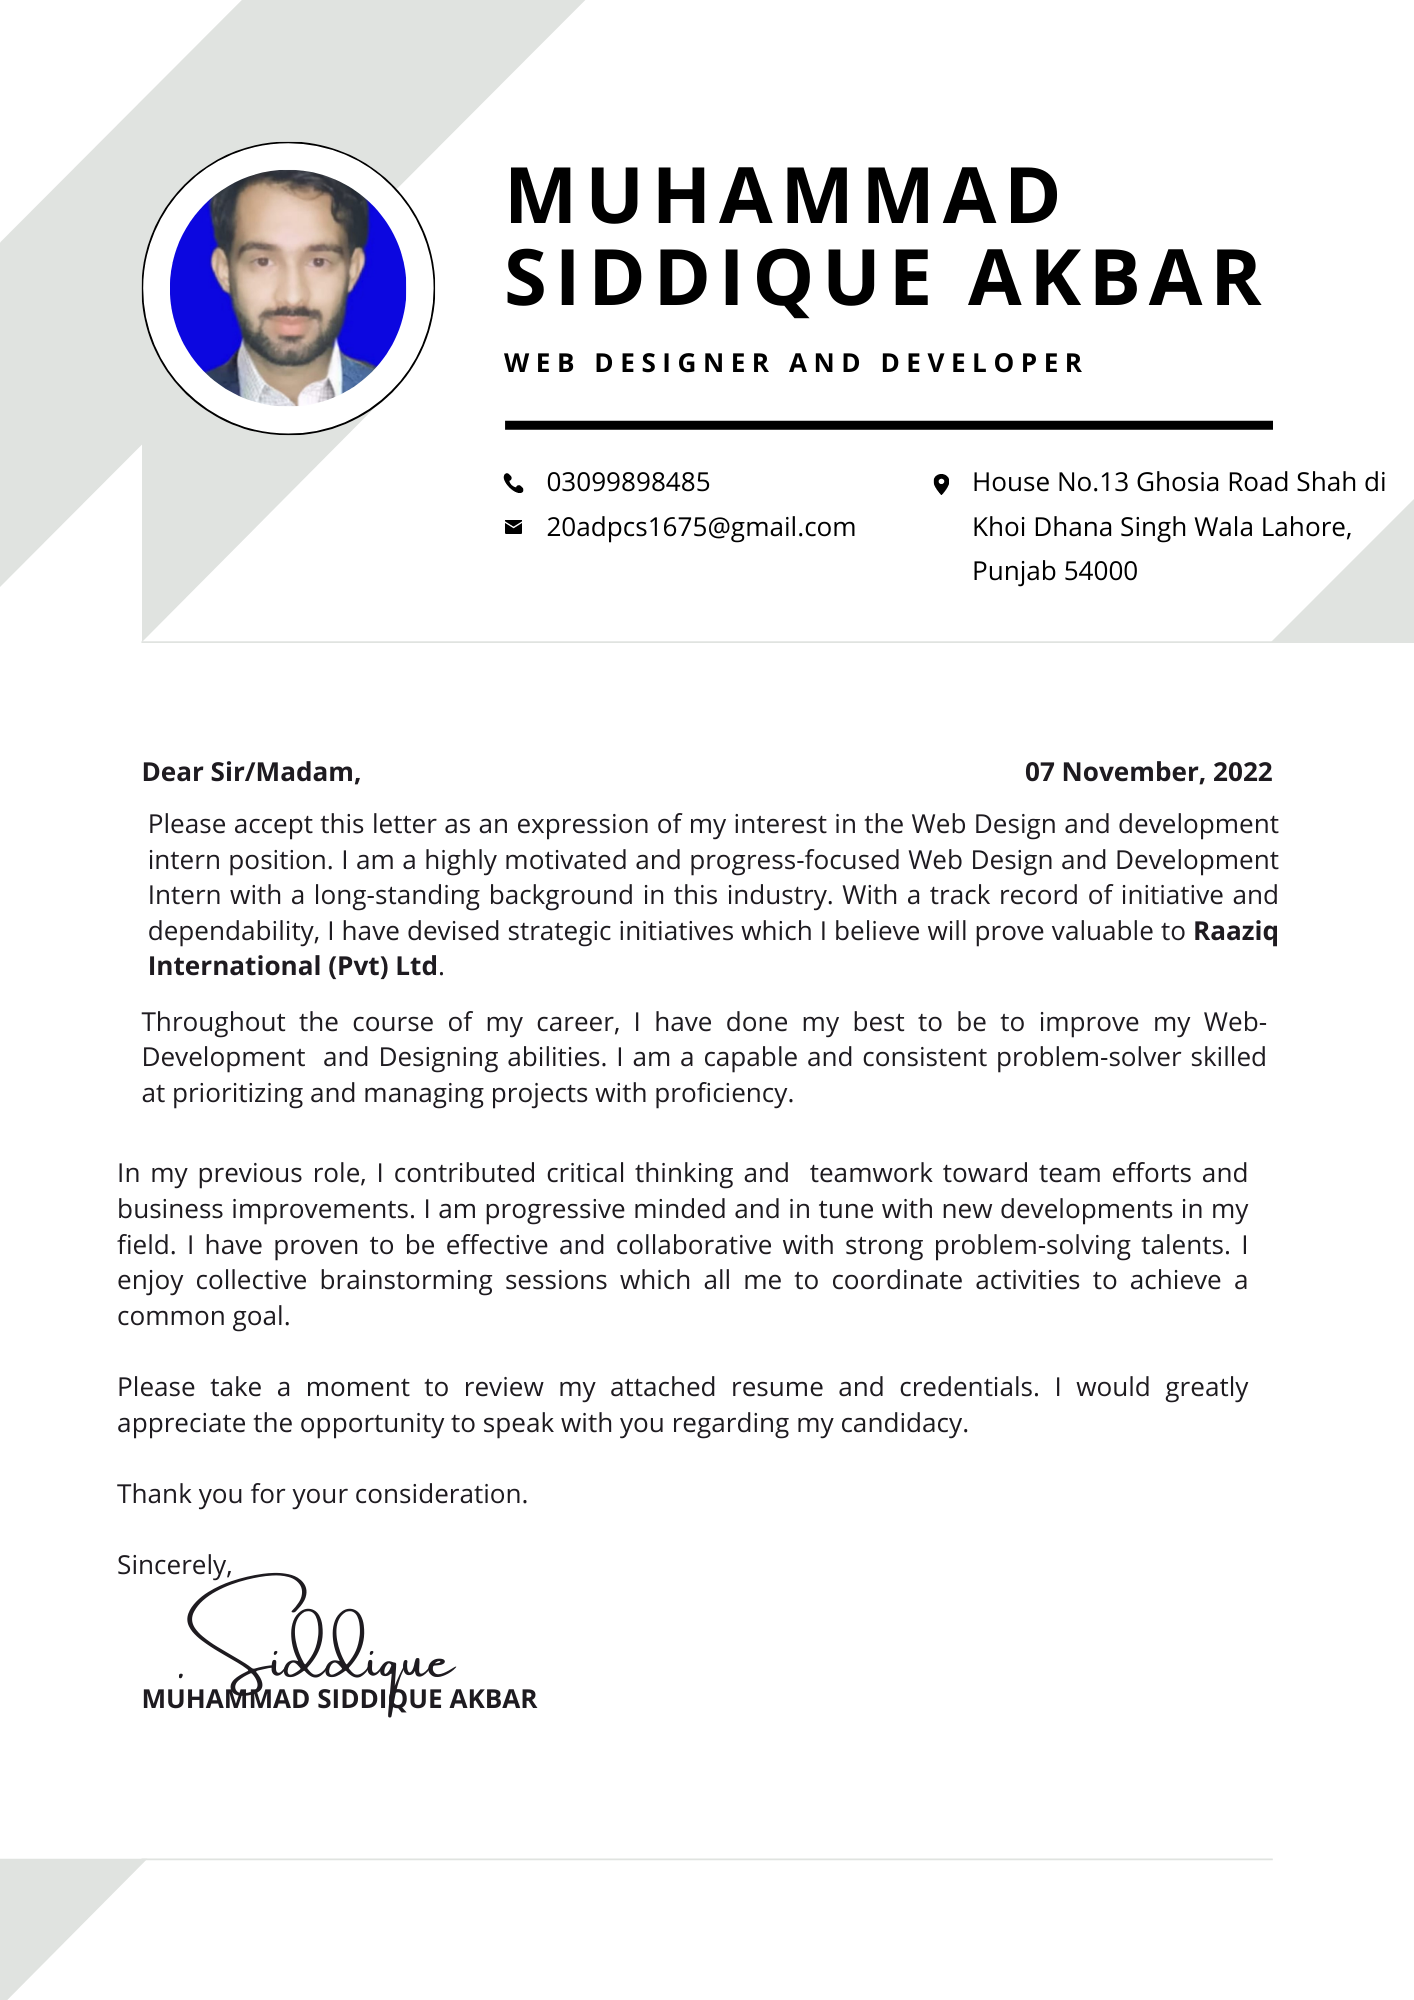 MUHAMMAD
SIDDIQUE AKBAR
WEB DESIGNER AND DEVELOPER
03099898485
20adpcs1675@gmail.com
House No.13 Ghosia Road Shah di
Khoi Dhana Singh Wala Lahore,
Punjab 54000
Dear Sir/Madam,
07 November, 2022
Please accept this letter as an expression of my interest in the Web Design and development
intern position. I am a highly motivated and progress-focused Web Design and Development
Intern with a long-standing background in this industry. With a track record of initiative and
dependability, I have devised strategic initiatives which I believe will prove valuable to Raaziq
International (Pvt) Ltd.
Throughout the course of my career, I have done my best to be to improve my Web-
Development and Designing abilities. I am a capable and consistent problem-solver skilled
at prioritizing and managing projects with proficiency.
In my previous role, I contributed critical thinking and teamwork toward team efforts and
business improvements. I am progressive minded and in tune with new developments in my
field. I have proven to be effective and collaborative with strong problem-solving talents. I
enjoy collective brainstorming sessions which all me to coordinate activities to achieve a
common goal.
Please take a moment to review my attached resume and credentials. I would greatly
appreciate the opportunity to speak with you regarding my candidacy.
Thank you for your consideration.
Sincerely,
. Siddique
MUHAMMAD SIDDIQUE AKBAR